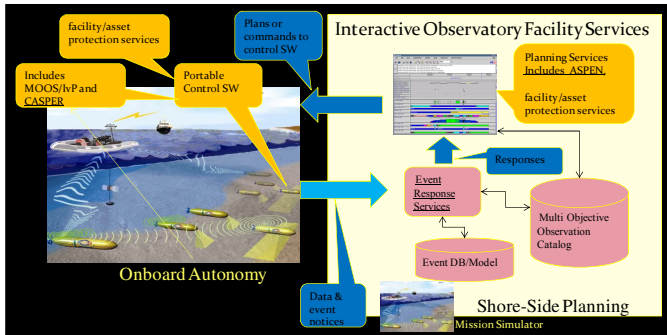 facility/asset
protection services
Plans or
commands to
control SW
Interactive Observatory Facility Services
Includes
MOOS/IvP and
CASPER
Portable
Control SW
Planning Services
Includes ASPEN,
facility/asset
protection services
Responses
Event
Response
Services
Multi Objective
Observation
Catalog
Event DB/Model
Onboard Autonomy
Data &
event
notices
Shore-Side Planning
Mission Simulator